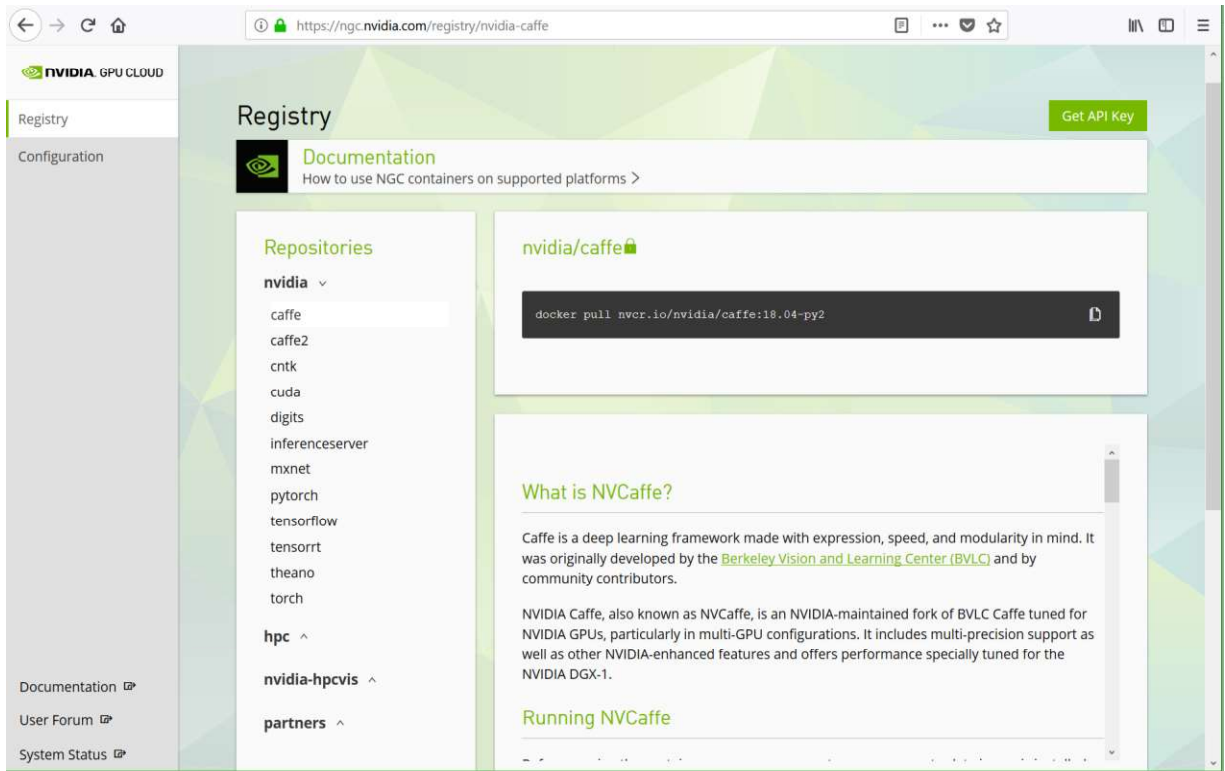 https://ngc.nvidia.com/registry/nvidia-caffe
NVIDIA. GPU CLOUD
Registry
Configuration
Documentation
User Forum
System Status
Registry
Get API Key
Documentation
How to use NGC containers on supported platforms >
Repositories
nvidia
caffe
caffe2
cntk
cuda
digits
inferenceserver
mxnet
pytorch
tensorflow
tensorrt
theano
torch
hpc
nvidia-hpcvis
partners
nvidia/caffe
docker pull nvcr.io/nvidia/caffe:18.04-py2
What is NVCaffe?
Caffe is a deep learning framework made with expression, speed, and modularity in mind. It
was originally developed by the Berkeley Vision and Learning Center (BVLC) and by
community contributors.
NVIDIA Caffe, also known as NVCaffe, is an NVIDIA-maintained fork of BVLC Caffe tuned for
NVIDIA GPUs, particularly in multi-GPU configurations. It includes multi-precision support as
well as other NVIDIA-enhanced features and offers performance specially tuned for the
NVIDIA DGX-1.
Running NVCaffe